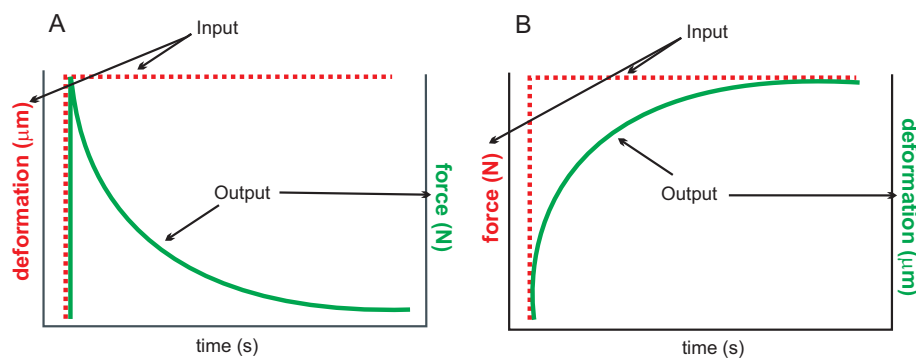 A
Input
deformation (µm)
Output
force (N)
time (s)
B
Input
force (N)
Output
deformation
(µm)
time (s)